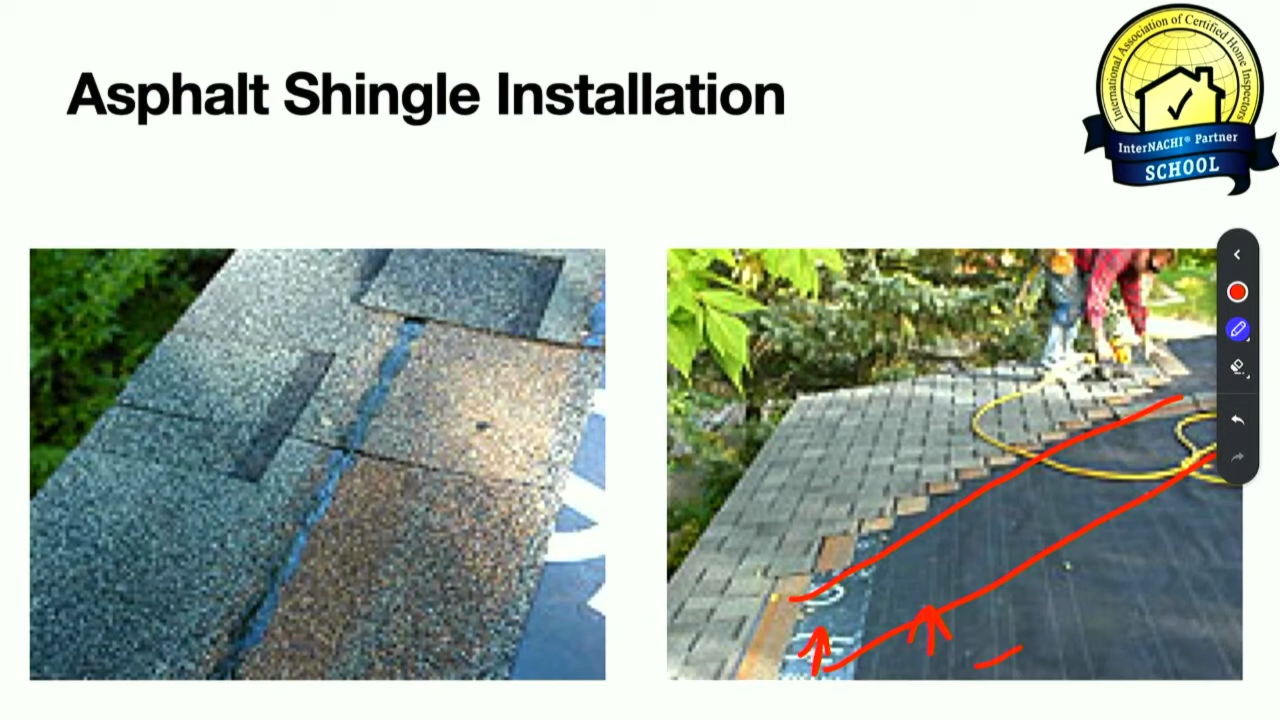 Asphalt Shingle Installation
International Association of Certified Home Inspectors
InterNACHI® Partner
SCHOOL